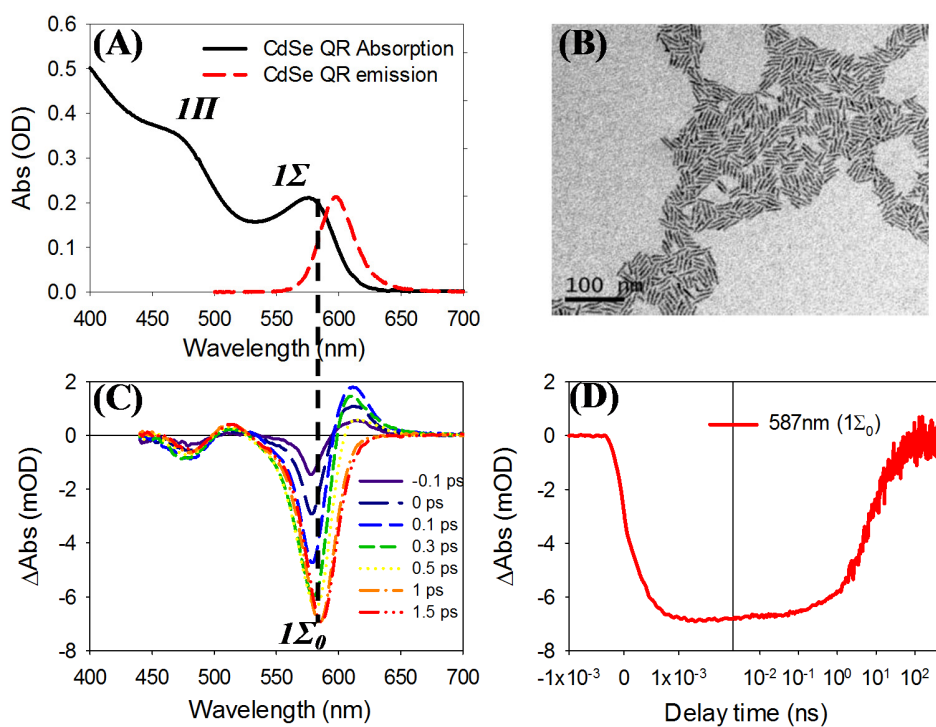 (A)
CdSe QR Absorption
CdSe QR emission
1Π
1Σ
Abs (OD)
0.6
0.5
0.4
0.3
0.2
0.1
0.0
400 450 500 550 600 650 700
Wavelength (nm)
(B)
100 nm
(C)
ΔAbs (mOD)
2
0
-2
-4
-6
-8
-0.1 ps
0 ps
0.1 ps
0.3 ps
0.5 ps
1 ps
1.5 ps
1Σ₀
400 450 500 550 600 650 700
Wavelength (nm)
(D)
587nm (1Σ₀)
ΔAbs (mOD)
2
0
-2
-4
-6
-8
-1x10⁻³ 0 1x10⁻³ 10⁻² 10⁻¹ 10⁰ 10¹ 10²
Delay time (ns)